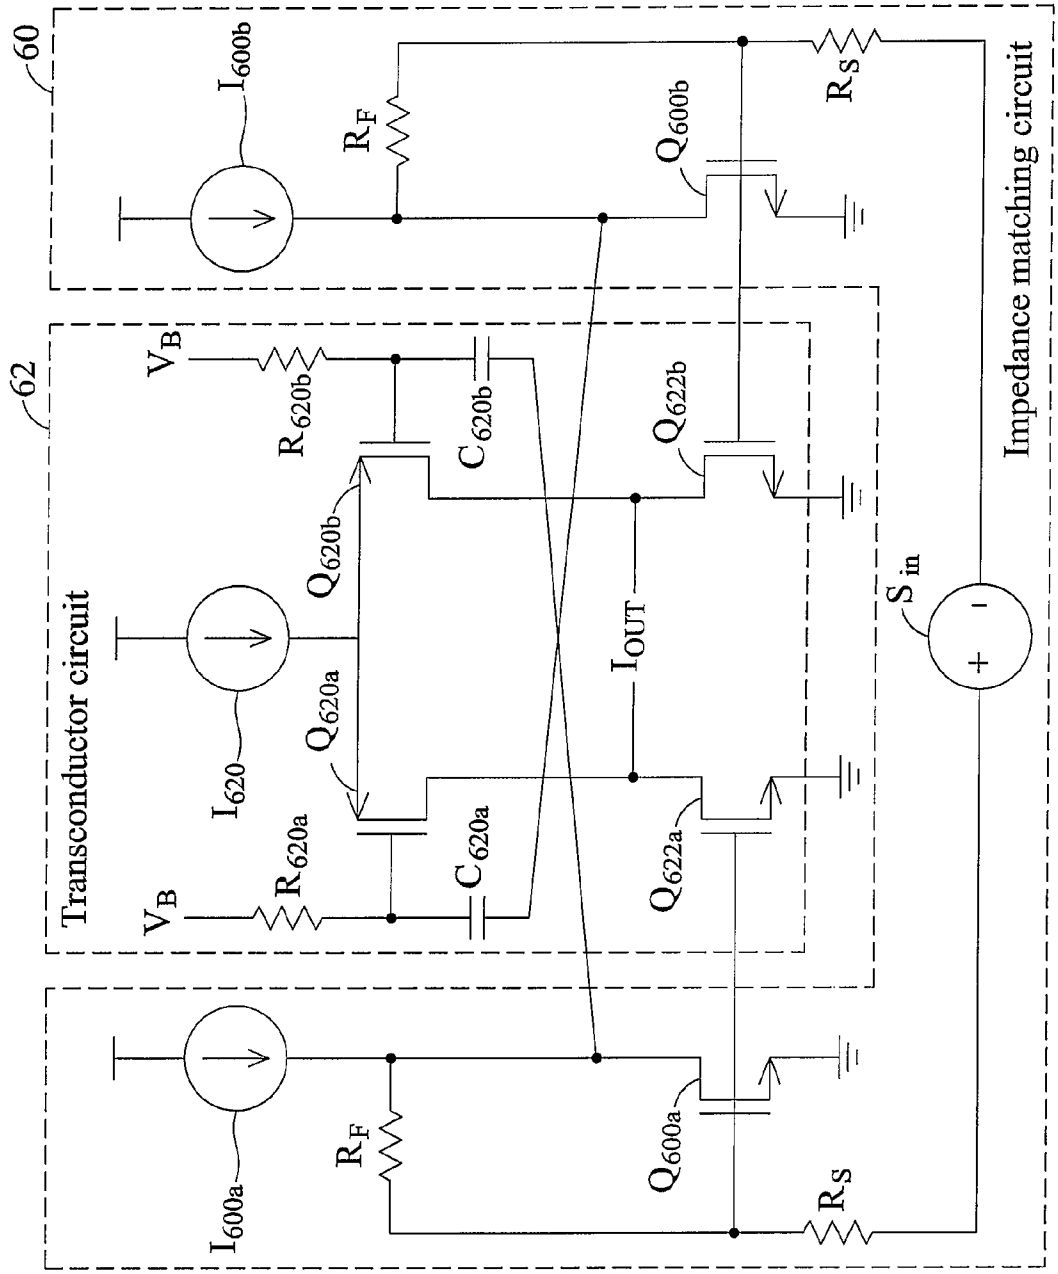 60
62
I600b
RF
Q600b
RS
VB
R620b
C620b
Q620b
Q622b
Transconductor circuit
I620
Q620a
IOUT
Sin
+
-
VB
R620a
C620a
Q622a
I600a
RF
Q600a
RS
Impedance matching circuit